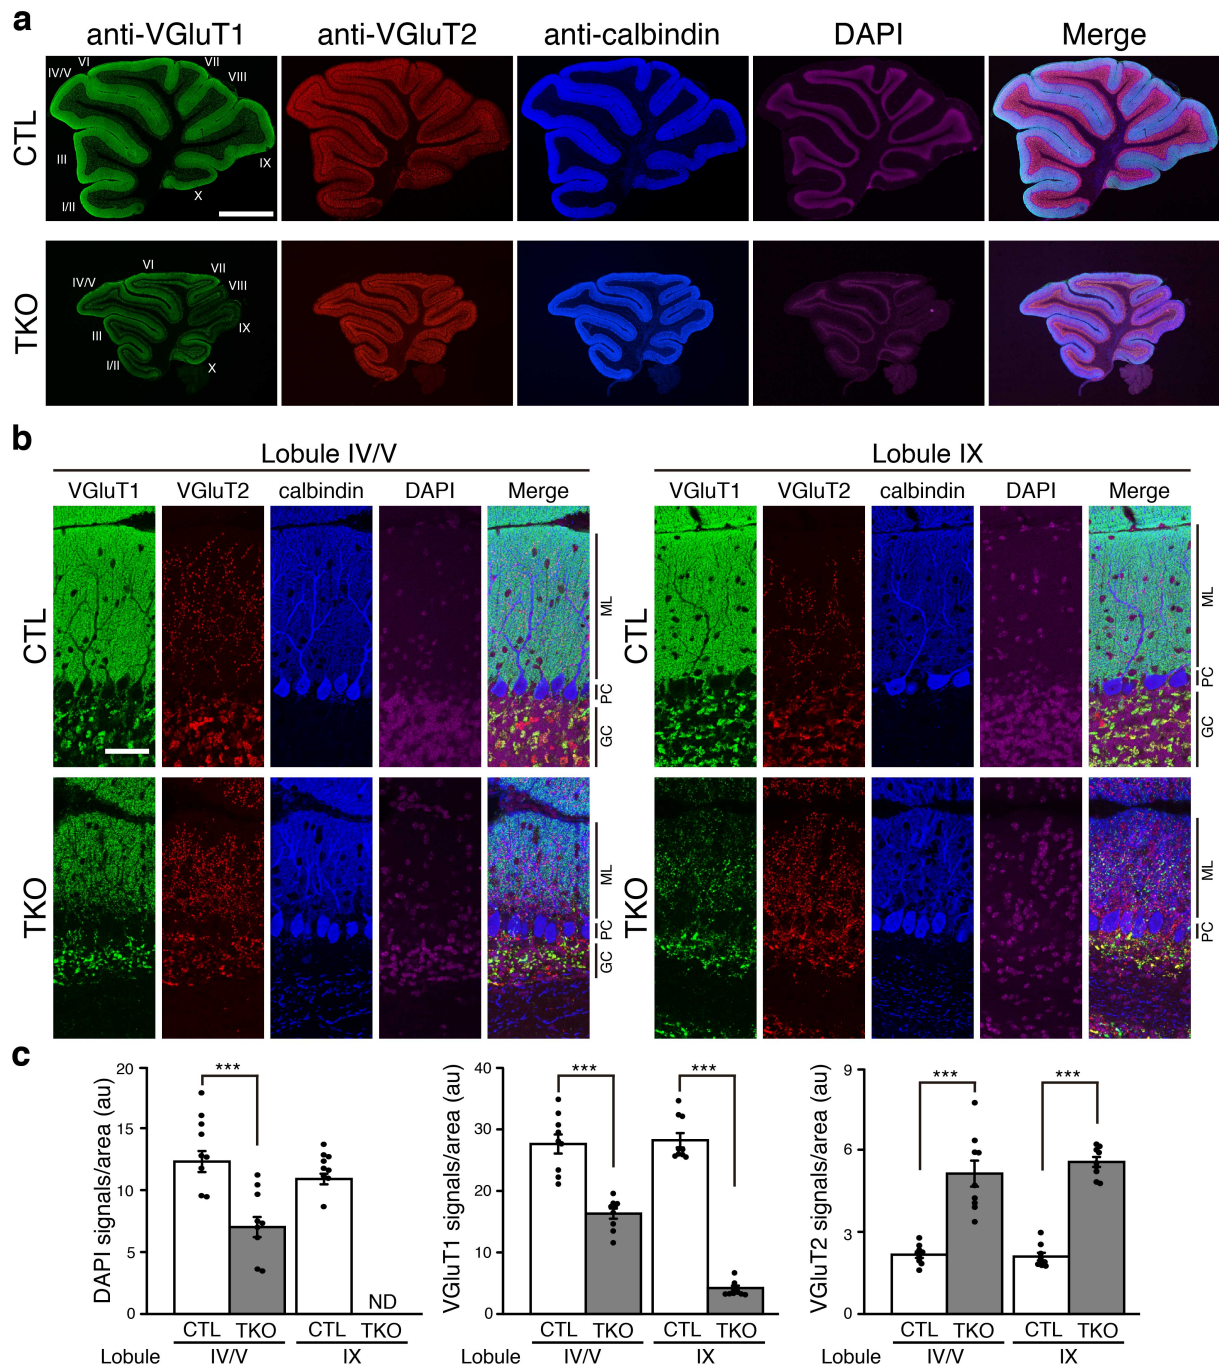 a
anti-VGluT1 anti-VGluT2 anti-calbindin DAPI Merge
CTL
IV/V VI VII VIII
III IX
I/II X
TKO
IV/V VI VII VIII
III IX
I/II X
b
Lobule IV/V Lobule IX
VGluT1 VGluT2 calbindin DAPI Merge VGluT1 VGluT2 calbindin DAPI Merge
CTL ML PC GC CTL ML PC GC
TKO ML PC GC TKO ML PC
c
DAPI signals/area (au)
20
15
10
5
0
***
ND
CTL TKO CTL TKO
Lobule IV/V IX
VGluT1 signals/area (au)
40
30
20
10
0
*** ***
CTL TKO CTL TKO
Lobule IV/V IX
VGluT2 signals/area (au)
9
6
3
0
*** ***
CTL TKO CTL TKO
Lobule IV/V IX